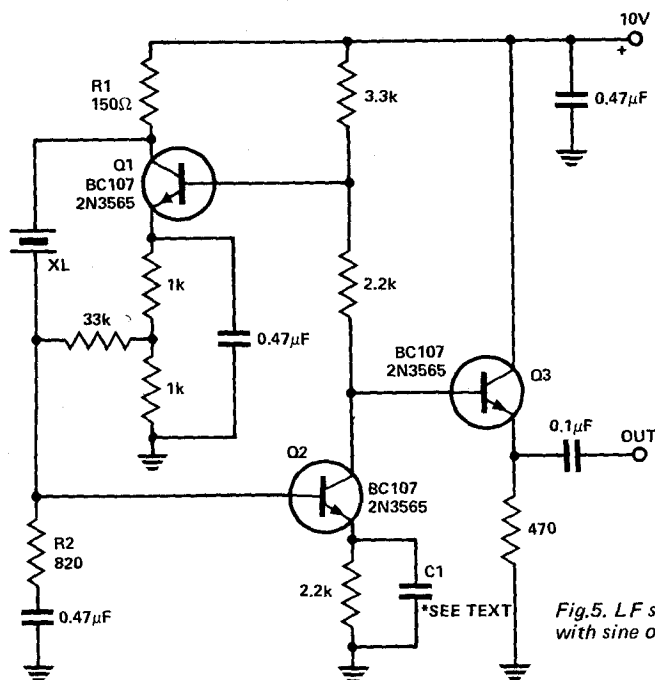 10V
+
R1
150Ω
3.3k
0.47μF
Q1
BC107
2N3565
XL
1k
2.2k
33k
0.47μF
BC107
2N3565
Q3
1k
0.1μF
OUT
Q2
BC107
2N3565
R2
820
470
C1
2.2k
*SEE TEXT
0.47μF
Fig.5. LF s
with sine o